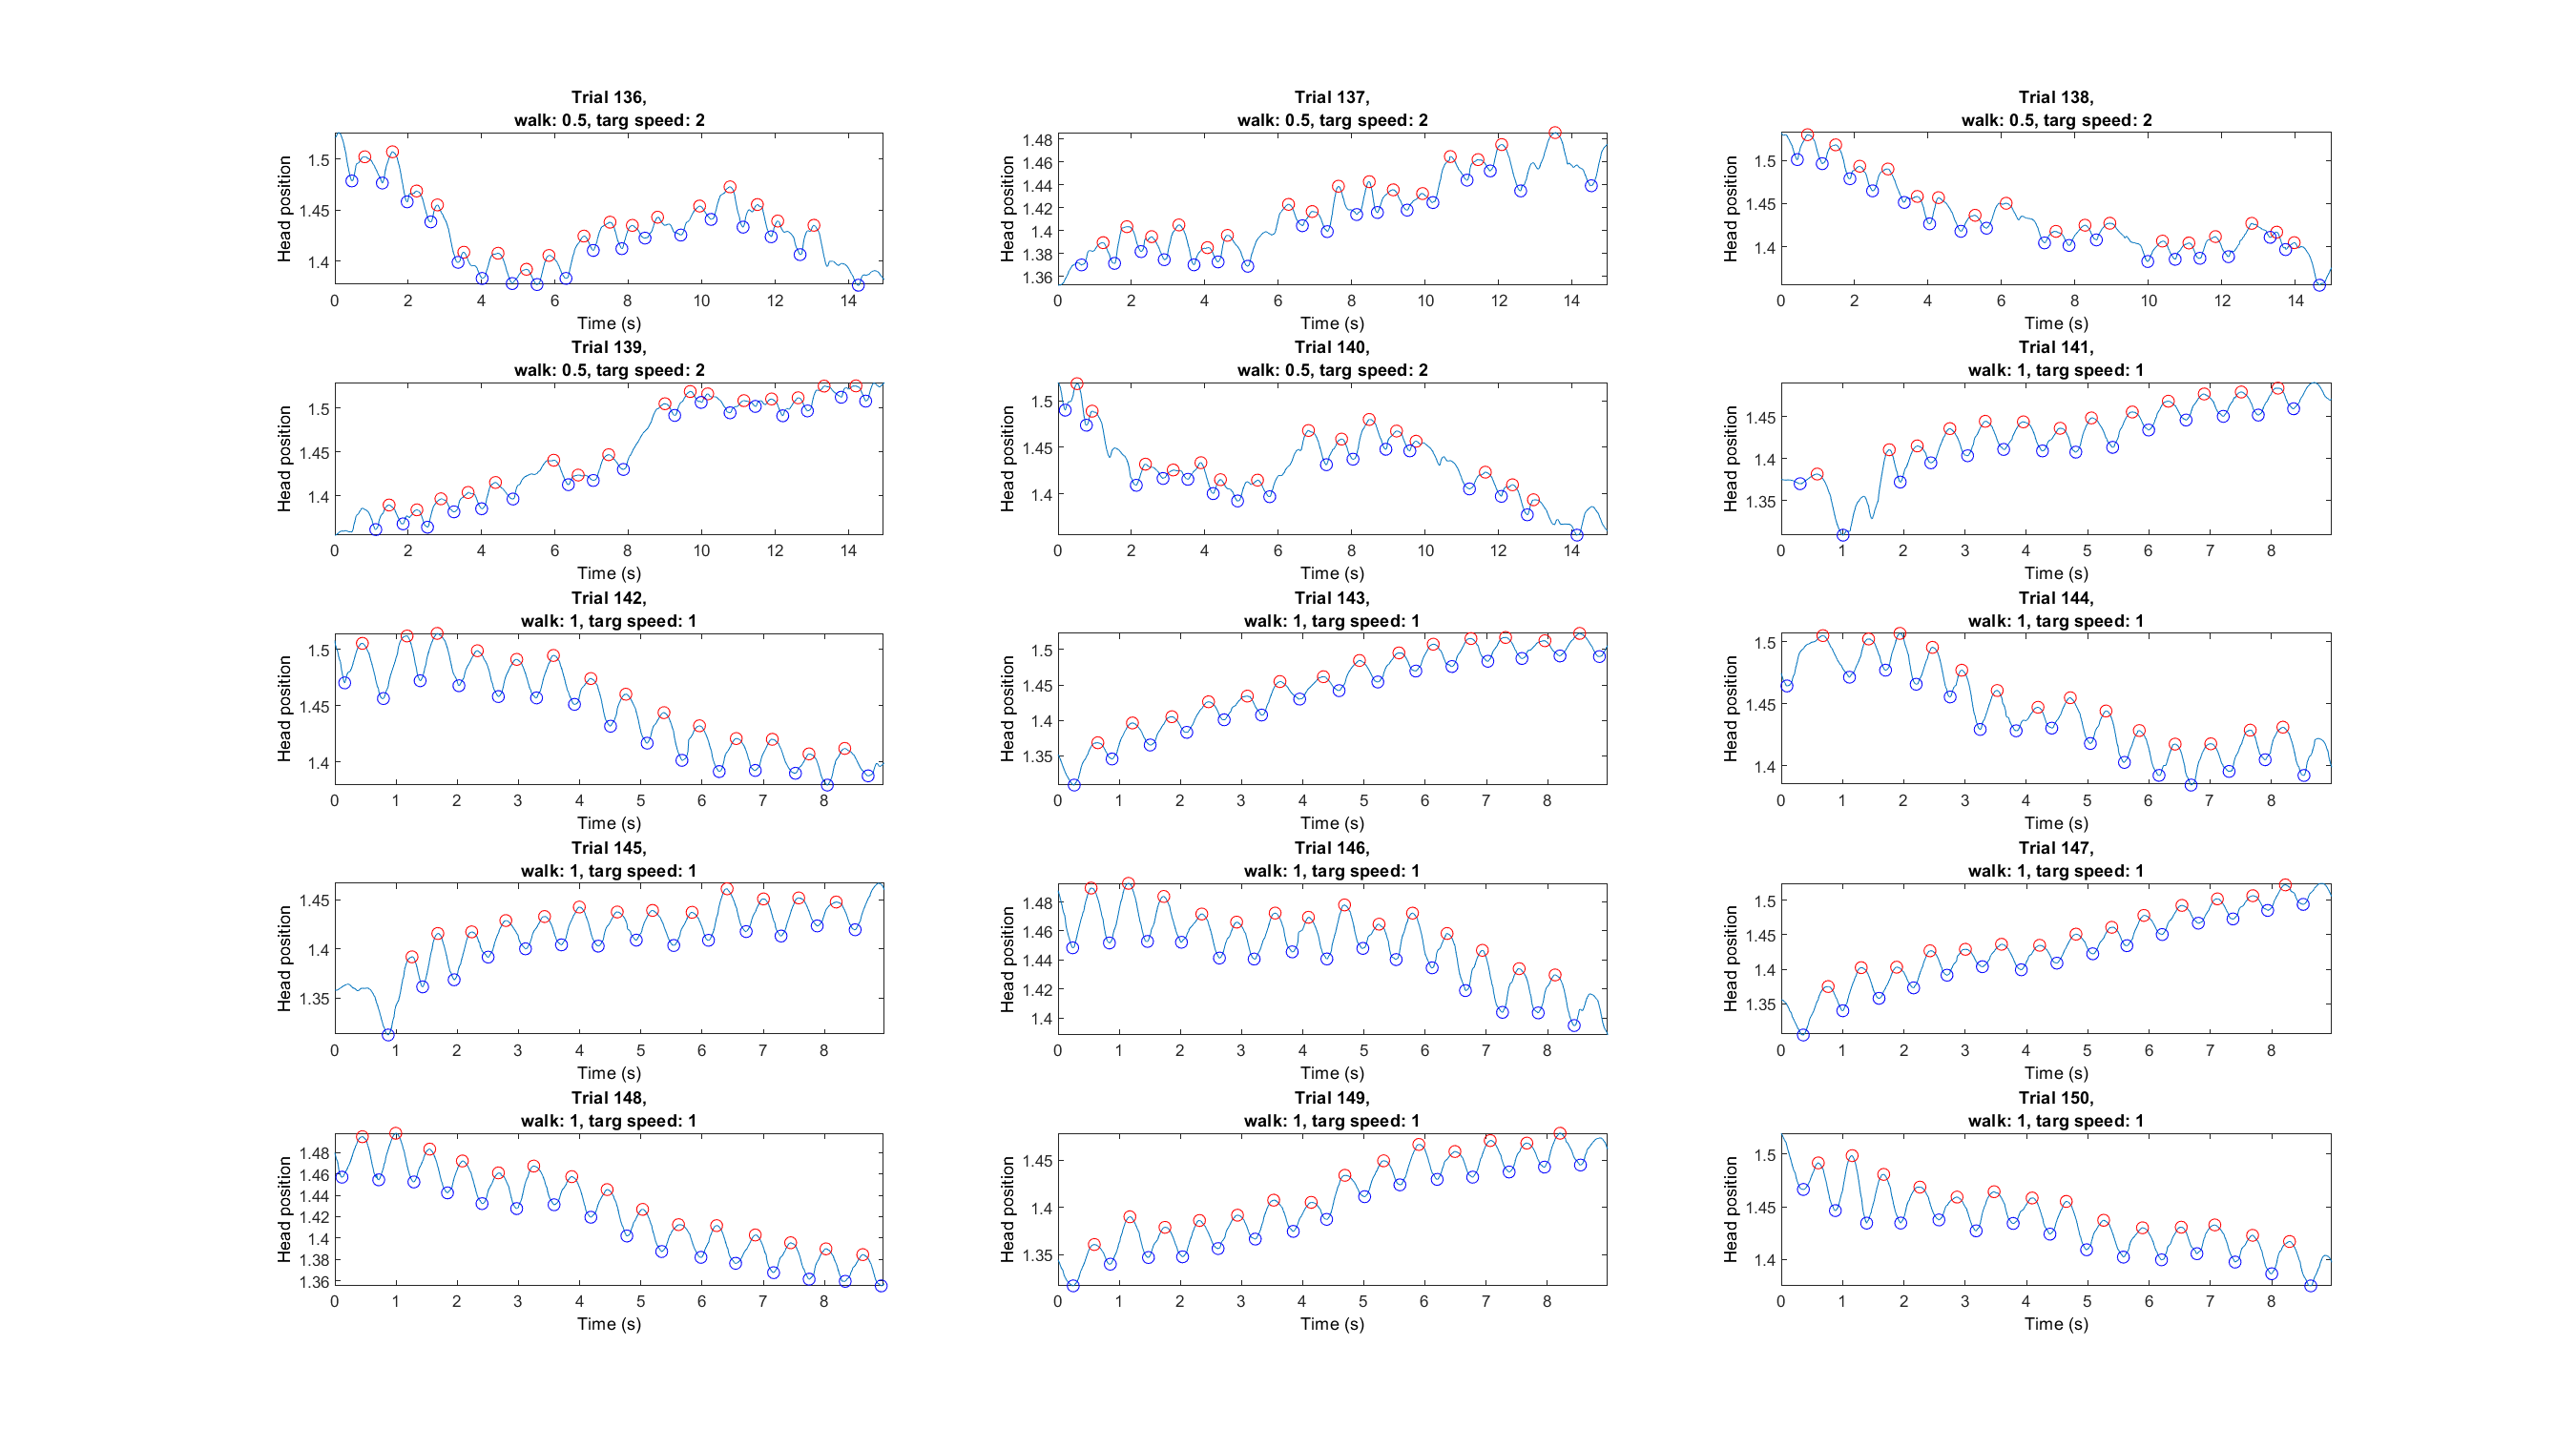 Trial 136,
walk: 0.5, targ speed: 2
Head position
1.5
1.45
1.4
0 2 4 6 8 10 12 14
Time (s)
Trial 137,
walk: 0.5, targ speed: 2
Head position
1.48
1.46
1.44
1.42
1.4
1.38
1.36
0 2 4 6 8 10 12 14
Time (s)
Trial 138,
walk: 0.5, targ speed: 2
Head position
1.5
1.45
1.4
0 2 4 6 8 10 12 14
Time (s)
Trial 139,
walk: 0.5, targ speed: 2
Head position
1.5
1.45
1.4
0 2 4 6 8 10 12 14
Time (s)
Trial 140,
walk: 0.5, targ speed: 2
Head position
1.5
1.45
1.4
0 2 4 6 8 10 12 14
Time (s)
Trial 141,
walk: 1, targ speed: 1
Head position
1.45
1.4
1.35
0 1 2 3 4 5 6 7 8
Time (s)
Trial 142,
walk: 1, targ speed: 1
Head position
1.5
1.45
1.4
0 1 2 3 4 5 6 7 8
Time (s)
Trial 143,
walk: 1, targ speed: 1
Head position
1.5
1.45
1.4
1.35
0 1 2 3 4 5 6 7 8
Time (s)
Trial 144,
walk: 1, targ speed: 1
Head position
1.5
1.45
1.4
0 1 2 3 4 5 6 7 8
Time (s)
Trial 145,
walk: 1, targ speed: 1
Head position
1.45
1.4
1.35
0 1 2 3 4 5 6 7 8
Time (s)
Trial 146,
walk: 1, targ speed: 1
Head position
1.48
1.46
1.44
1.42
1.4
0 1 2 3 4 5 6 7 8
Time (s)
Trial 147,
walk: 1, targ speed: 1
Head position
1.5
1.45
1.4
1.35
0 1 2 3 4 5 6 7 8
Time (s)
Trial 148,
walk: 1, targ speed: 1
Head position
1.48
1.46
1.44
1.42
1.4
1.38
1.36
0 1 2 3 4 5 6 7 8
Time (s)
Trial 149,
walk: 1, targ speed: 1
Head position
1.45
1.4
1.35
0 1 2 3 4 5 6 7 8
Time (s)
Trial 150,
walk: 1, targ speed: 1
Head position
1.5
1.45
1.4
0 1 2 3 4 5 6 7 8
Time (s)